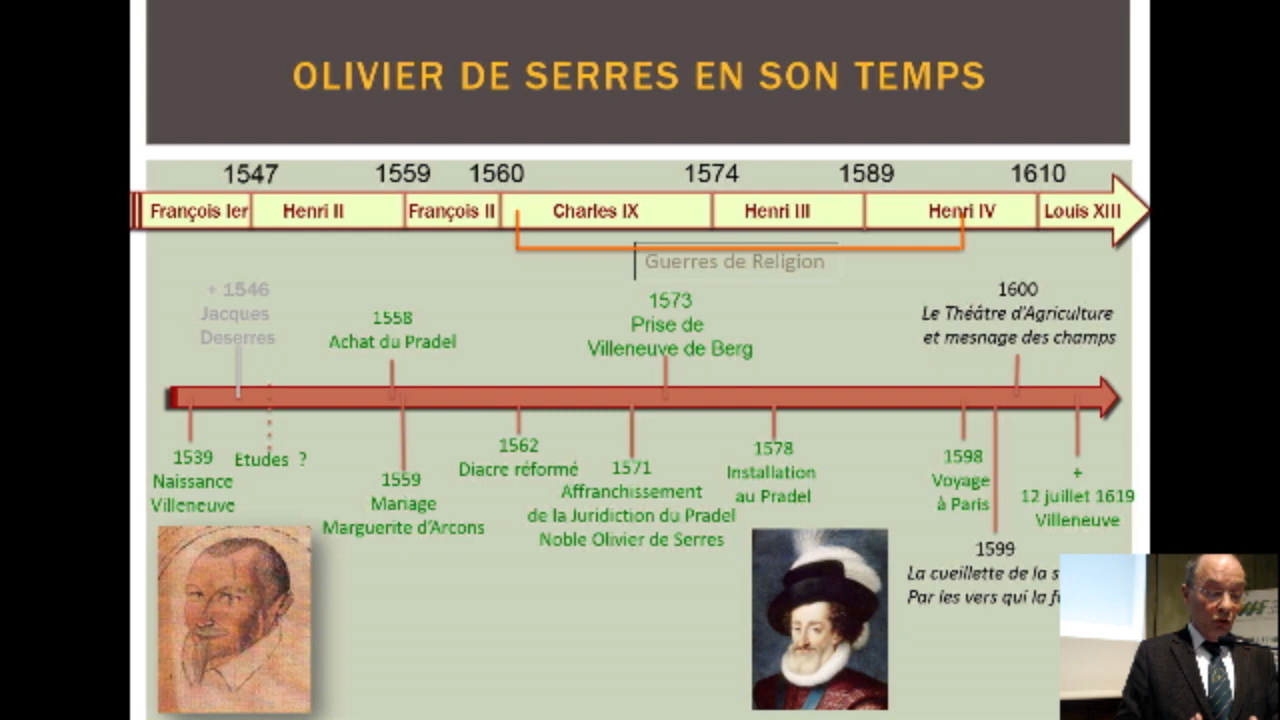 OLIVIER DE SERRES EN SON TEMPS
1547 1559 1560 1574 1589 1610
François Ier Henri II François II Charles IX Henri III Henri IV Louis XIII
Guerres de Religion
+ 1546
Jacques
Deserres
1558
Achat du Pradel
1573
Prise de
Villeneuve de Berg
1600
Le Théâtre d'Agriculture
et mesnage des champs
1539
Naissance
Villeneuve
Etudes ?
1559
Mariage
Marguerite d'Arcons
1562
Diacre réformé
1571
Affranchissement
de la Juridiction du Pradel
Noble Olivier de Serres
1578
Installation
au Pradel
1598
Voyage
à Paris
1599
La cueillette de la
Par les vers qui la
+
12 juillet 1619
Villeneuve